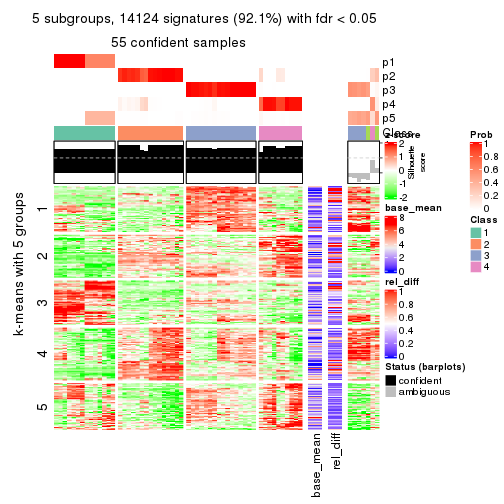 5 subgroups, 14124 signatures (92.1%) with fdr < 0.05
55 confident samples
p1
p2
p3
p4
p5
Class
z-score
2
1
0
-1
-2
Silhouette
score
Prob
1
0.8
0.6
0.4
0.2
0
Class
1
2
3
4
base_mean
8
6
4
2
0
rel_diff
1
0.8
0.6
0.4
0.2
0
Status (barplots)
confident
ambiguous
k-means with 5 groups
1
2
3
4
5
base_mean
rel_diff